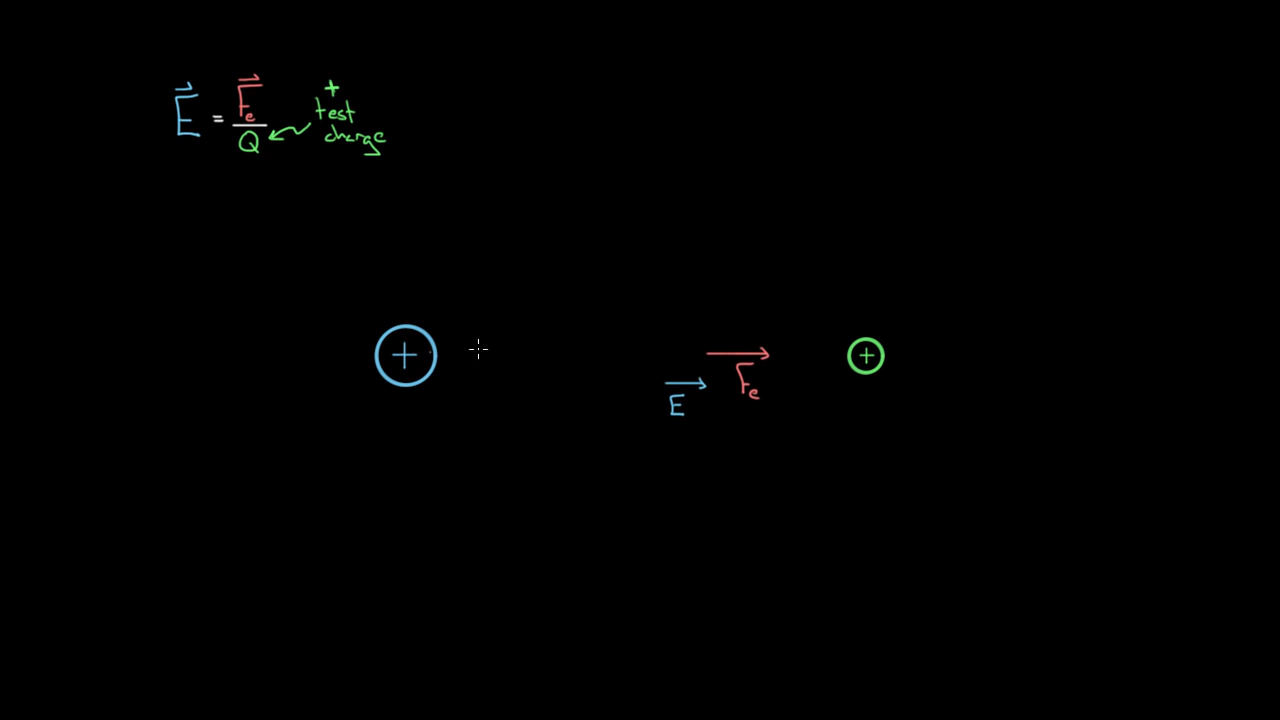 E = Fe / Q
+
test
charge
+
E
Fe
+